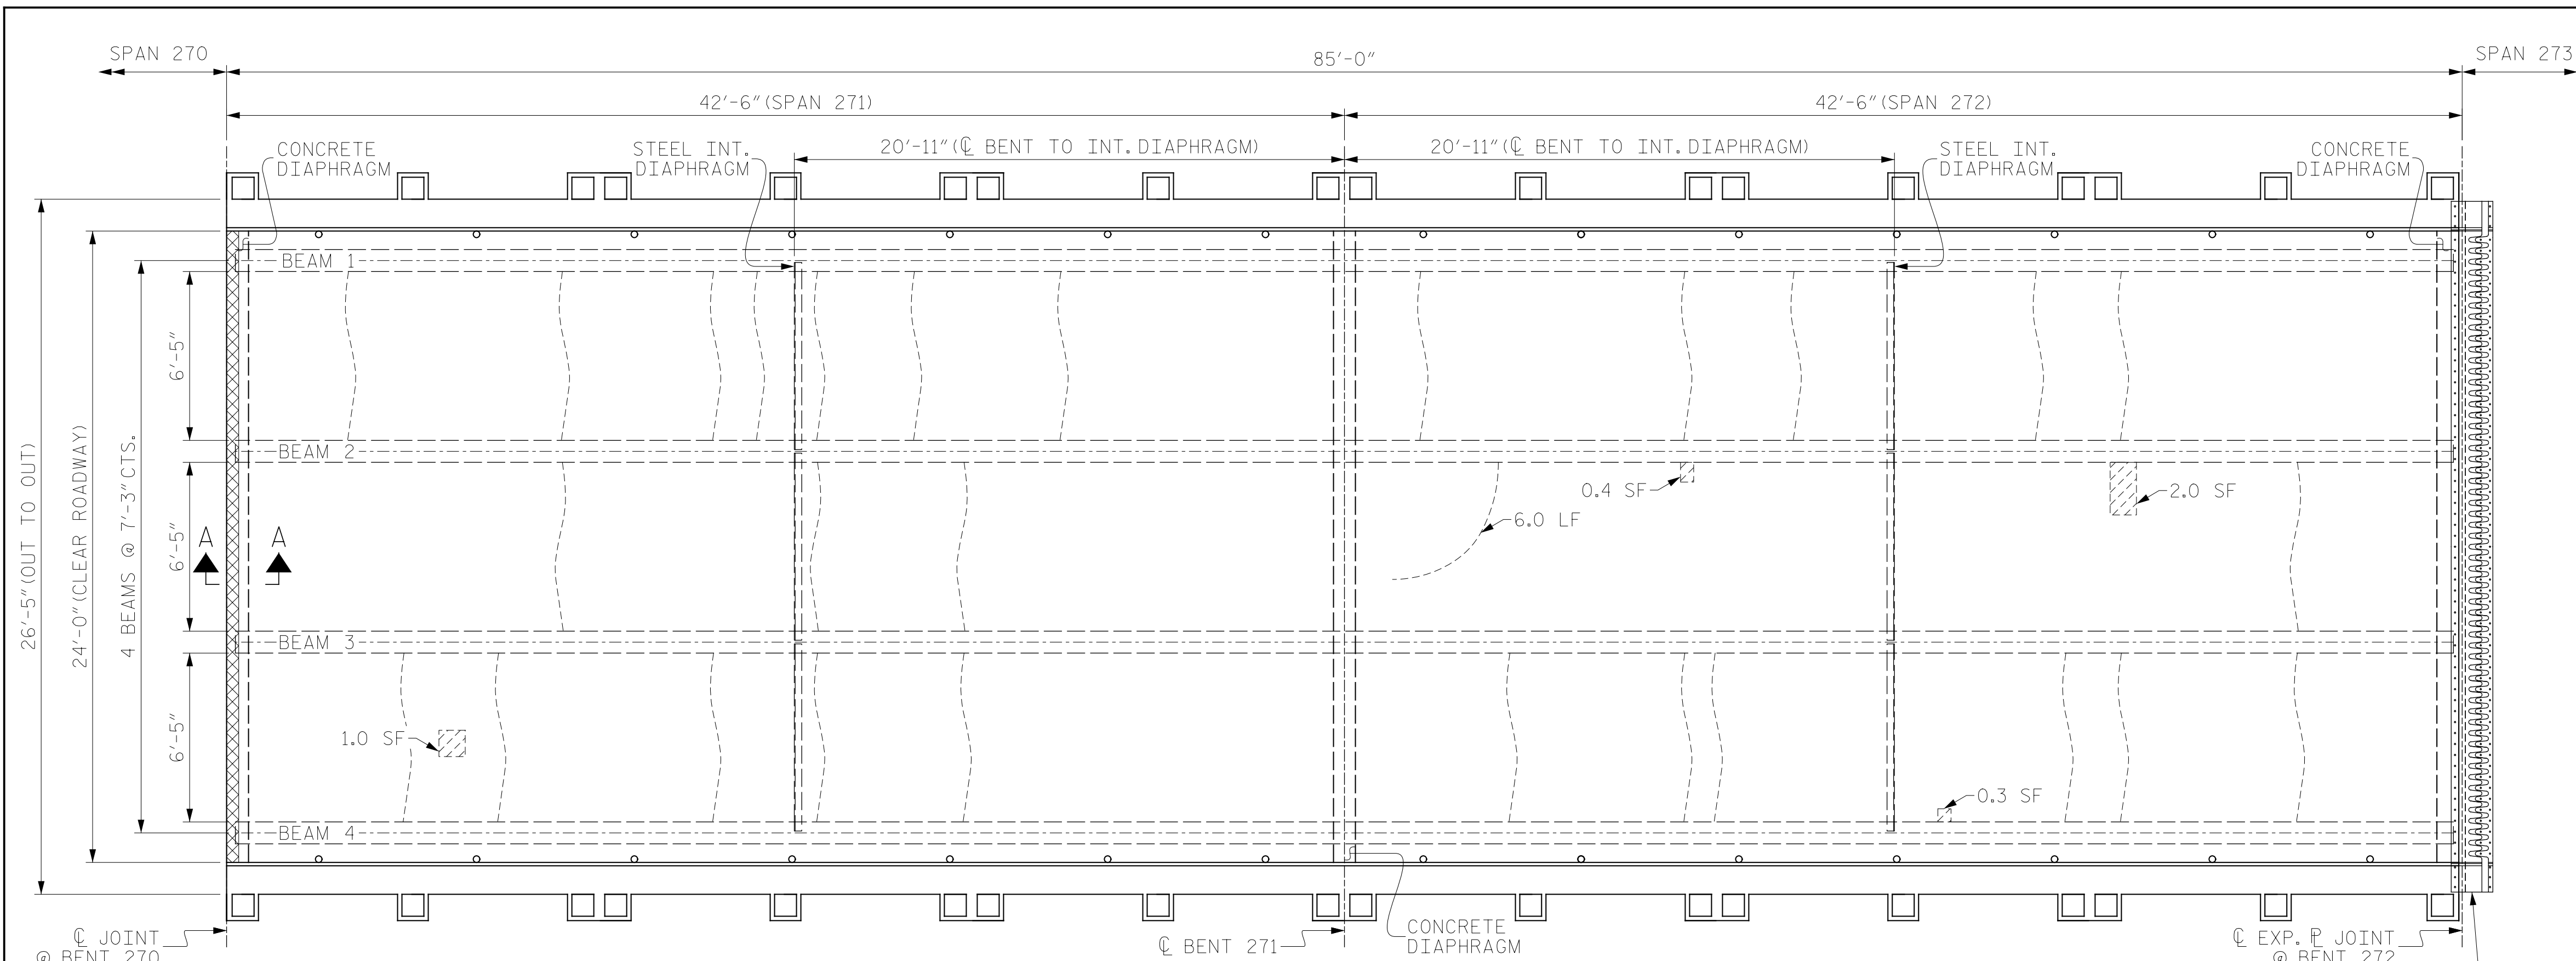 SPAN 270
85'-0"
SPAN 273
42'-6" (SPAN 271)
42'-6" (SPAN 272)
CONCRETE
DIAPHRAGM
STEEL INT.
DIAPHRAGM
20'-11" (℄ BENT TO INT. DIAPHRAGM)
20'-11" (℄ BENT TO INT. DIAPHRAGM)
STEEL INT.
DIAPHRAGM
CONCRETE
DIAPHRAGM
26'-5" (OUT TO OUT)
24'-0" (CLEAR ROADWAY)
4 BEAMS @ 7'-3" CTS.
6'-5"
6'-5"
6'-5"
BEAM 1
BEAM 2
BEAM 3
BEAM 4
A
A
0.4 SF
2.0 SF
6.0 LF
1.0 SF
0.3 SF
℄ JOINT
@ BENT 270
℄ BENT 271
CONCRETE
DIAPHRAGM
℄ EXP. ⅊ JOINT
@ BENT 272